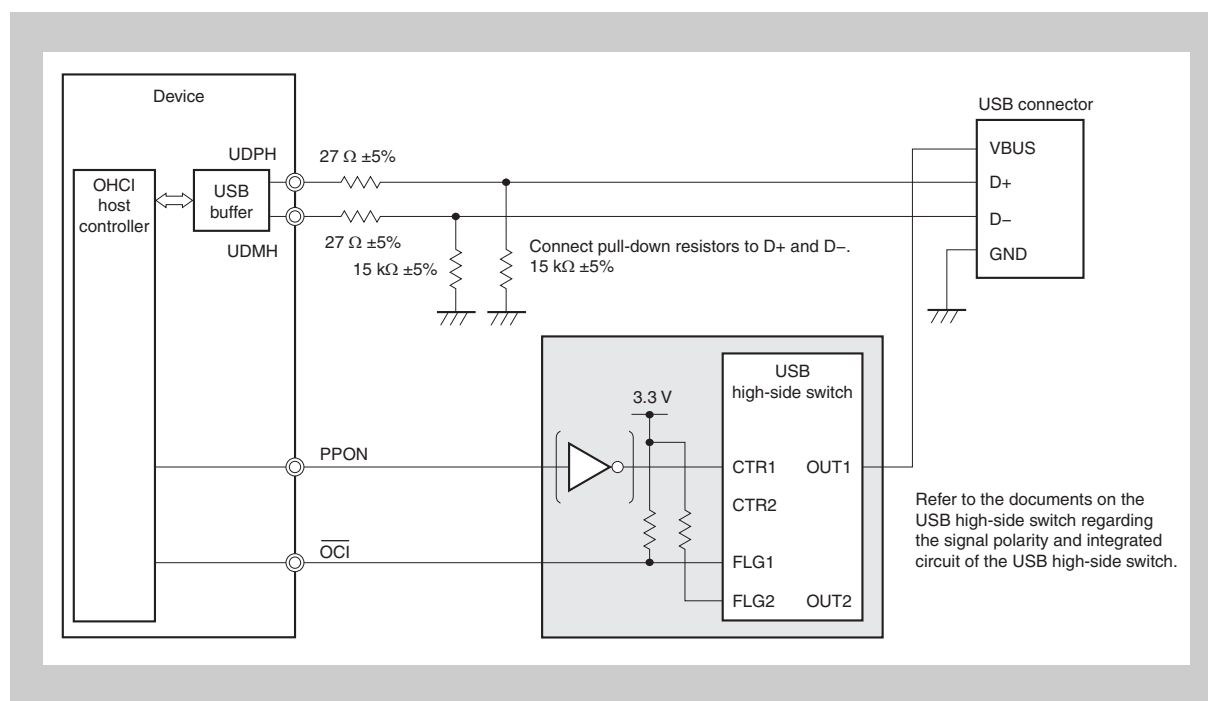 Device
USB connector
UDPH
27 Ω ±5%
VBUS
OHCI
host
controller
USB
buffer
D+
D−
27 Ω ±5%
UDMH
15 kΩ ±5%
Connect pull-down resistors to D+ and D−.
15 kΩ ±5%
GND
USB
high-side switch
3.3 V
PPON
CTR1
OUT1
CTR2
Refer to the documents on the
USB high-side switch regarding
the signal polarity and integrated
circuit of the USB high-side switch.
OCI
FLG1
FLG2
OUT2